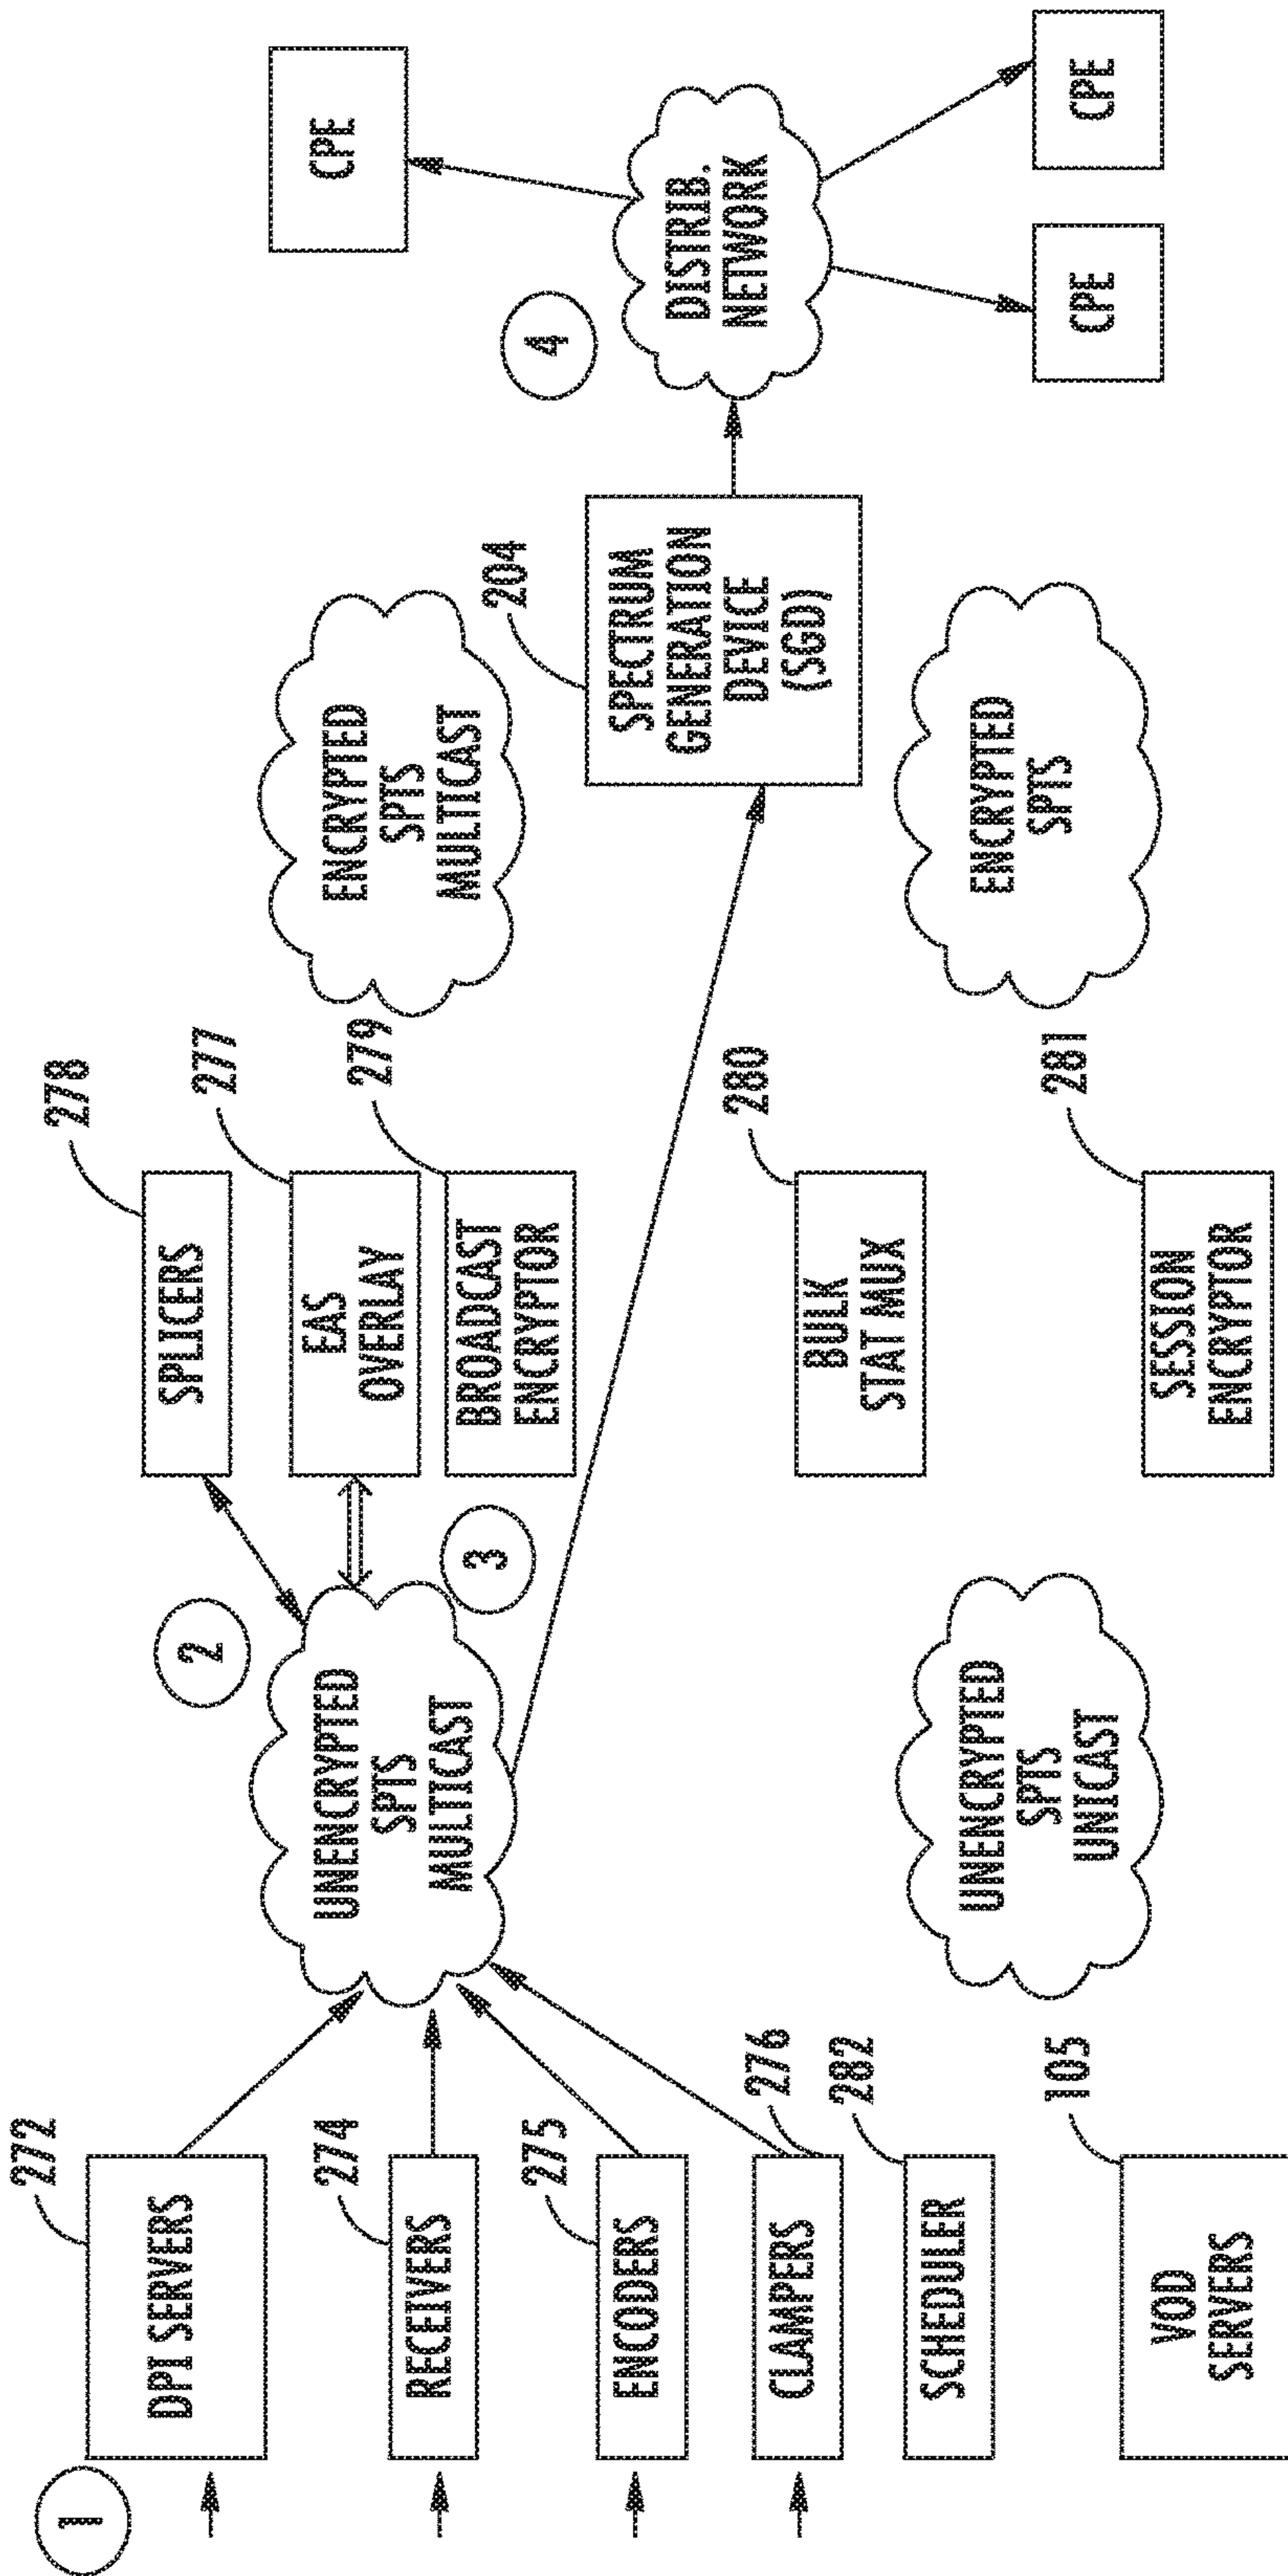 1
272
DPI SERVERS
274
RECEIVERS
275
ENCODERS
276
CLAMPERS
282
SCHEDULER
105
VOD
SERVERS
2
UNENCRYPTED
SPTS
MULTICAST
3
UNENCRYPTED
SPTS
UNICAST
278
SPLICERS
277
EAS
OVERLAY
279
BROADCAST
ENCRYPTOR
280
BULK
STAT MUX
281
SESSION
ENCRYPTOR
ENCRYPTED
SPTS
MULTICAST
204
SPECTRUM
GENERATION
DEVICE
(SGD)
ENCRYPTED
SPTS
4
DISTRIB.
NETWORK
CPE
CPE
CPE